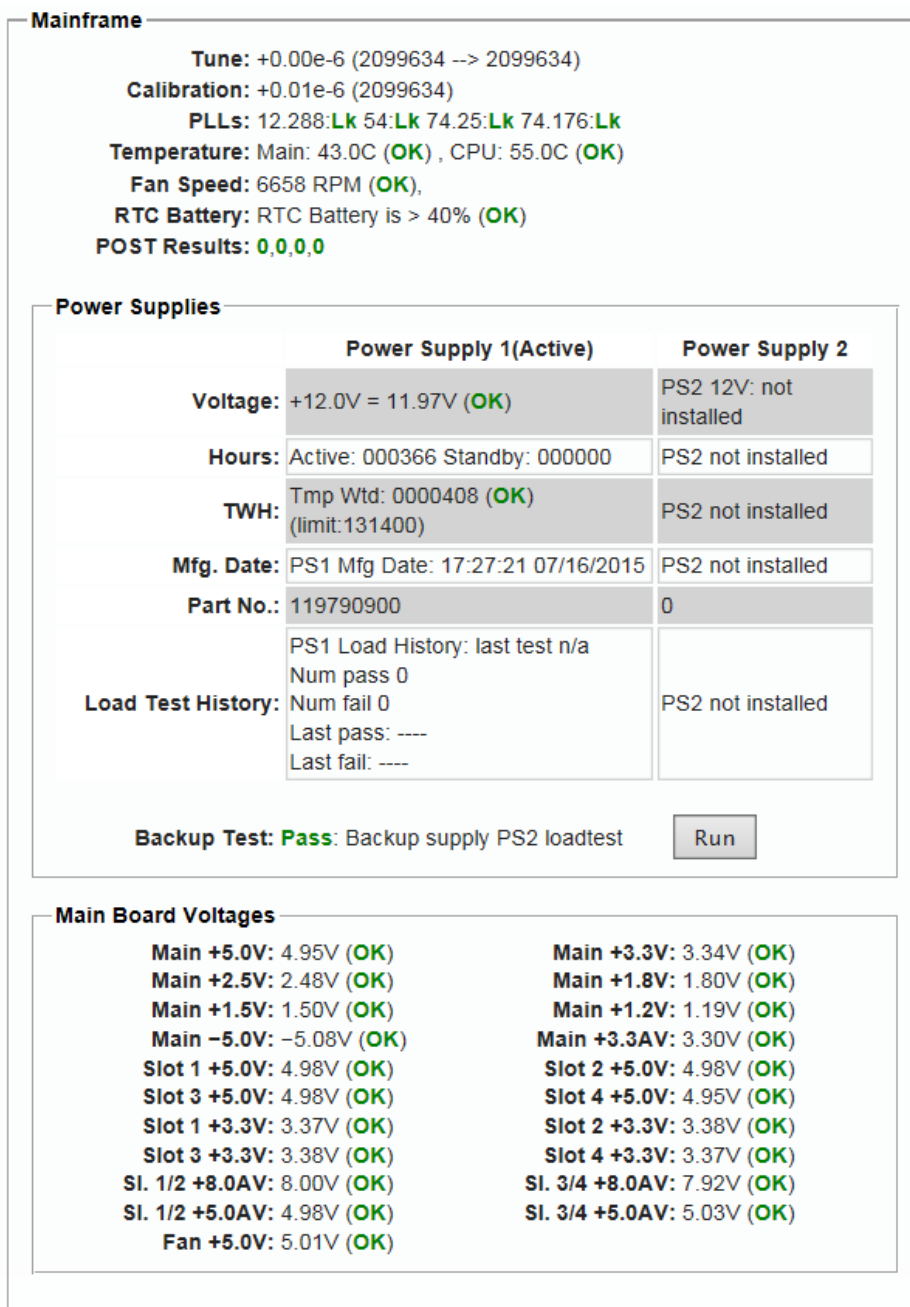 Mainframe
Tune: +0.00e-6 (2099634 --> 2099634)
Calibration: +0.01e-6 (2099634)
PLLs: 12.288:Lk 54:Lk 74.25:Lk 74.176:Lk
Temperature: Main: 43.0C (OK) , CPU: 55.0C (OK)
Fan Speed: 6658 RPM (OK),
RTC Battery: RTC Battery is > 40% (OK)
POST Results: 0,0,0,0
Power Supplies
Power Supply 1(Active) Power Supply 2
Voltage: +12.0V = 11.97V (OK) PS2 12V: not
installed
Hours: Active: 000366 Standby: 000000 PS2 not installed
TWH: Tmp Wtd: 0000408 (OK)
(limit:131400) PS2 not installed
Mfg. Date: PS1 Mfg Date: 17:27:21 07/16/2015 PS2 not installed
Part No.: 119790900 0
Load Test History: PS1 Load History: last test n/a
Num pass 0
Num fail 0
Last pass: ----
Last fail: ----
PS2 not installed
Backup Test: Pass: Backup supply PS2 loadtest Run
Main Board Voltages
Main +5.0V: 4.95V (OK) Main +3.3V: 3.34V (OK)
Main +2.5V: 2.48V (OK) Main +1.8V: 1.80V (OK)
Main +1.5V: 1.50V (OK) Main +1.2V: 1.19V (OK)
Main −5.0V: −5.08V (OK) Main +3.3AV: 3.30V (OK)
Slot 1 +5.0V: 4.98V (OK) Slot 2 +5.0V: 4.98V (OK)
Slot 3 +5.0V: 4.98V (OK) Slot 4 +5.0V: 4.95V (OK)
Slot 1 +3.3V: 3.37V (OK) Slot 2 +3.3V: 3.38V (OK)
Slot 3 +3.3V: 3.38V (OK) Slot 4 +3.3V: 3.37V (OK)
Sl. 1/2 +8.0AV: 8.00V (OK) Sl. 3/4 +8.0AV: 7.92V (OK)
Sl. 1/2 +5.0AV: 4.98V (OK) Sl. 3/4 +5.0AV: 5.03V (OK)
Fan +5.0V: 5.01V (OK)